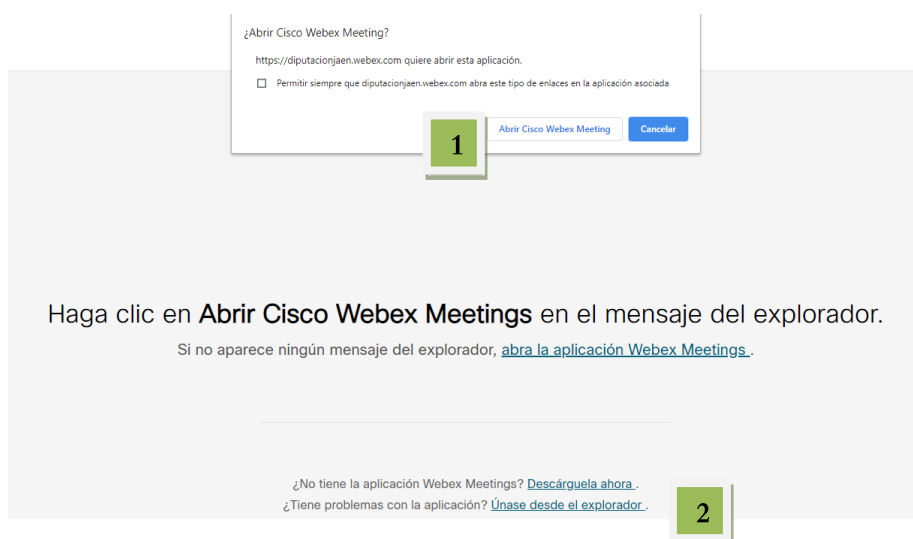 ¿Abrir Cisco Webex Meeting?
https://diputacionjaen.webex.com quiere abrir esta aplicación.
Permitir siempre que diputacionjaen.webex.com abra este tipo de enlaces en la aplicación asociada
1
Abrir Cisco Webex Meeting
Cancelar
Haga clic en Abrir Cisco Webex Meetings en el mensaje del explorador.
Si no aparece ningún mensaje del explorador, abra la aplicación Webex Meetings .
¿No tiene la aplicación Webex Meetings? Descárguela ahora .
¿Tiene problemas con la aplicación? Únase desde el explorador .
2